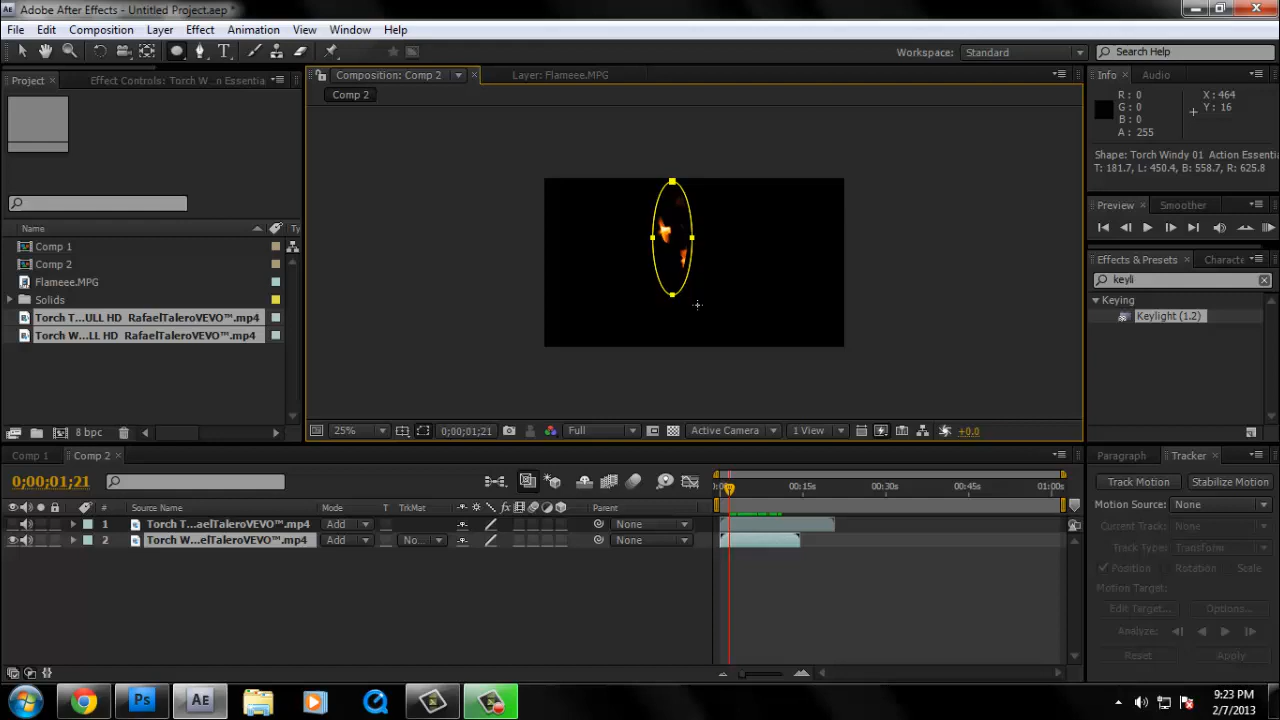 Adobe After Effects - Untitled Project.aep *
File Edit Composition Layer Effect Animation View Window Help
Workspace: Standard Search Help
Project Effect Controls: Torch W...n Essentia
Composition: Comp 2 Layer: Flameee.MPG
Info Audio
Comp 2
R: 0 X: 464
G: 0 Y: 16
B: 0
A: 255
Shape: Torch Windy 01 Action Essentia
T: 181.7, L: 450.4, B: 558.7, R: 625.8
Preview Smoother
Name Ty
Comp 1
Comp 2
Flameee.MPG
Solids
Torch T...ULL HD RafaelTaleroVEVO™.mp4
Torch W...LL HD RafaelTaleroVEVO™.mp4
Effects & Presets Characte
keyli
Keying
Keylight (1.2)
8 bpc
25% 0;00;01;21 Full Active Camera 1 View +0.0
Comp 1 Comp 2
Paragraph Tracker
0;00;01;21
Track Motion Stabilize Motion
:00s 00:15s 00:30s 00:45s 01:00s
Motion Source: None
# Source Name Mode T TrkMat Parent
1 Torch T...aelTaleroVEVO™.mp4 Add None
2 Torch W...elTaleroVEVO™.mp4 Add No... None
Current Track: None
Track Type: Transform
Position Rotation Scale
Motion Target:
Edit Target... Options...
Analyze:
Reset Apply
Ps AE
9:23 PM
2/7/2013